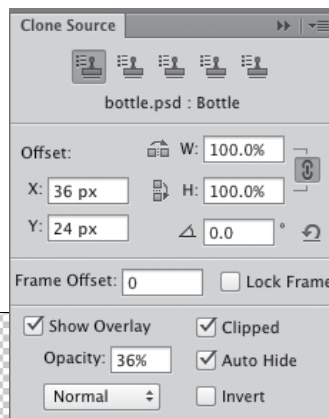 Clone Source
bottle.psd : Bottle
Offset: W: 100.0%
X: 36 px H: 100.0%
Y: 24 px 0.0 °
Frame Offset: 0 Lock Frame
Show Overlay Clipped
Opacity: 36% Auto Hide
Normal Invert